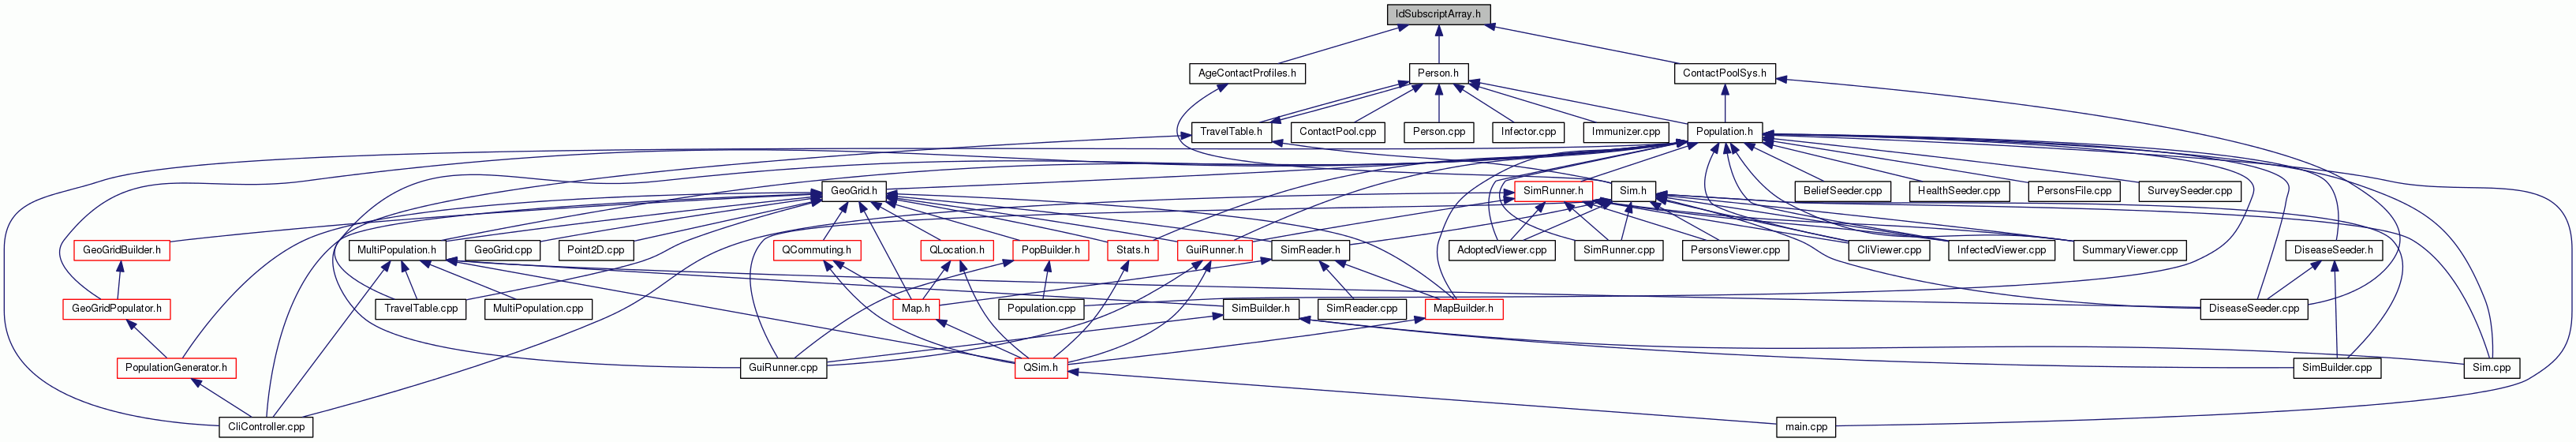 IdSubscriptArray.h
AgeContactProfiles.h
Person.h
ContactPoolSys.h
TravelTable.h
ContactPool.cpp
Person.cpp
Infector.cpp
Immunizer.cpp
Population.h
GeoGrid.h
SimRunner.h
Sim.h
BeliefSeeder.cpp
HealthSeeder.cpp
PersonsFile.cpp
SurveySeeder.cpp
GeoGridBuilder.h
MultiPopulation.h
GeoGrid.cpp
Point2D.cpp
QCommuting.h
QLocation.h
PopBuilder.h
Stats.h
GuiRunner.h
SimReader.h
AdoptedViewer.cpp
SimRunner.cpp
PersonsViewer.cpp
CliViewer.cpp
InfectedViewer.cpp
SummaryViewer.cpp
DiseaseSeeder.h
GeoGridPopulator.h
TravelTable.cpp
MultiPopulation.cpp
Map.h
Population.cpp
SimBuilder.h
SimReader.cpp
MapBuilder.h
DiseaseSeeder.cpp
PopulationGenerator.h
GuiRunner.cpp
QSim.h
SimBuilder.cpp
Sim.cpp
CliController.cpp
main.cpp